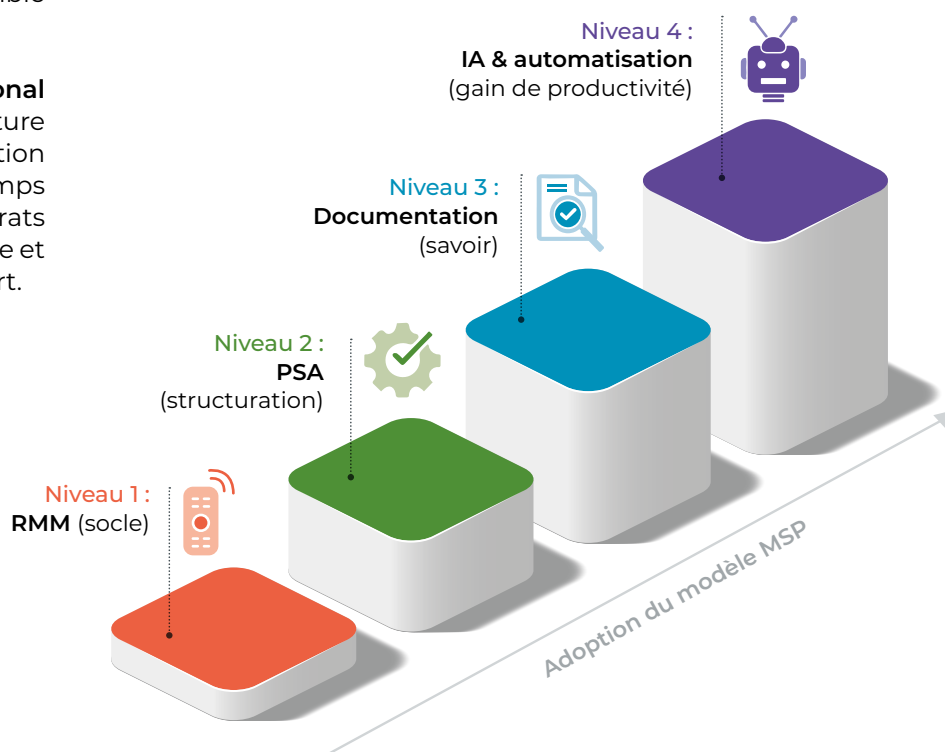 onal
ture
tion
mps
rats
e et
rt.
Niveau 4 :
IA & automatisation
(gain de productivité)
Niveau 3 :
Documentation
(savoir)
Niveau 2 :
PSA
(structuration)
Niveau 1 :
RMM (socle)
Adoption du modèle MSP